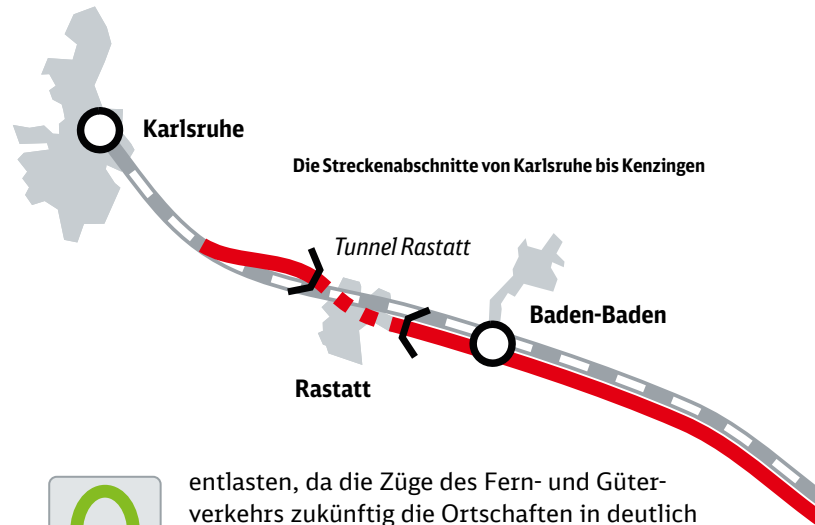 Karlsruhe
Die Streckenabschnitte von Karlsruhe bis Kenzingen
Tunnel Rastatt
Baden-Baden
Rastatt
entlasten, da die Züge des Fern- und Güter-
verkehrs zukünftig die Ortschaften in deutlich